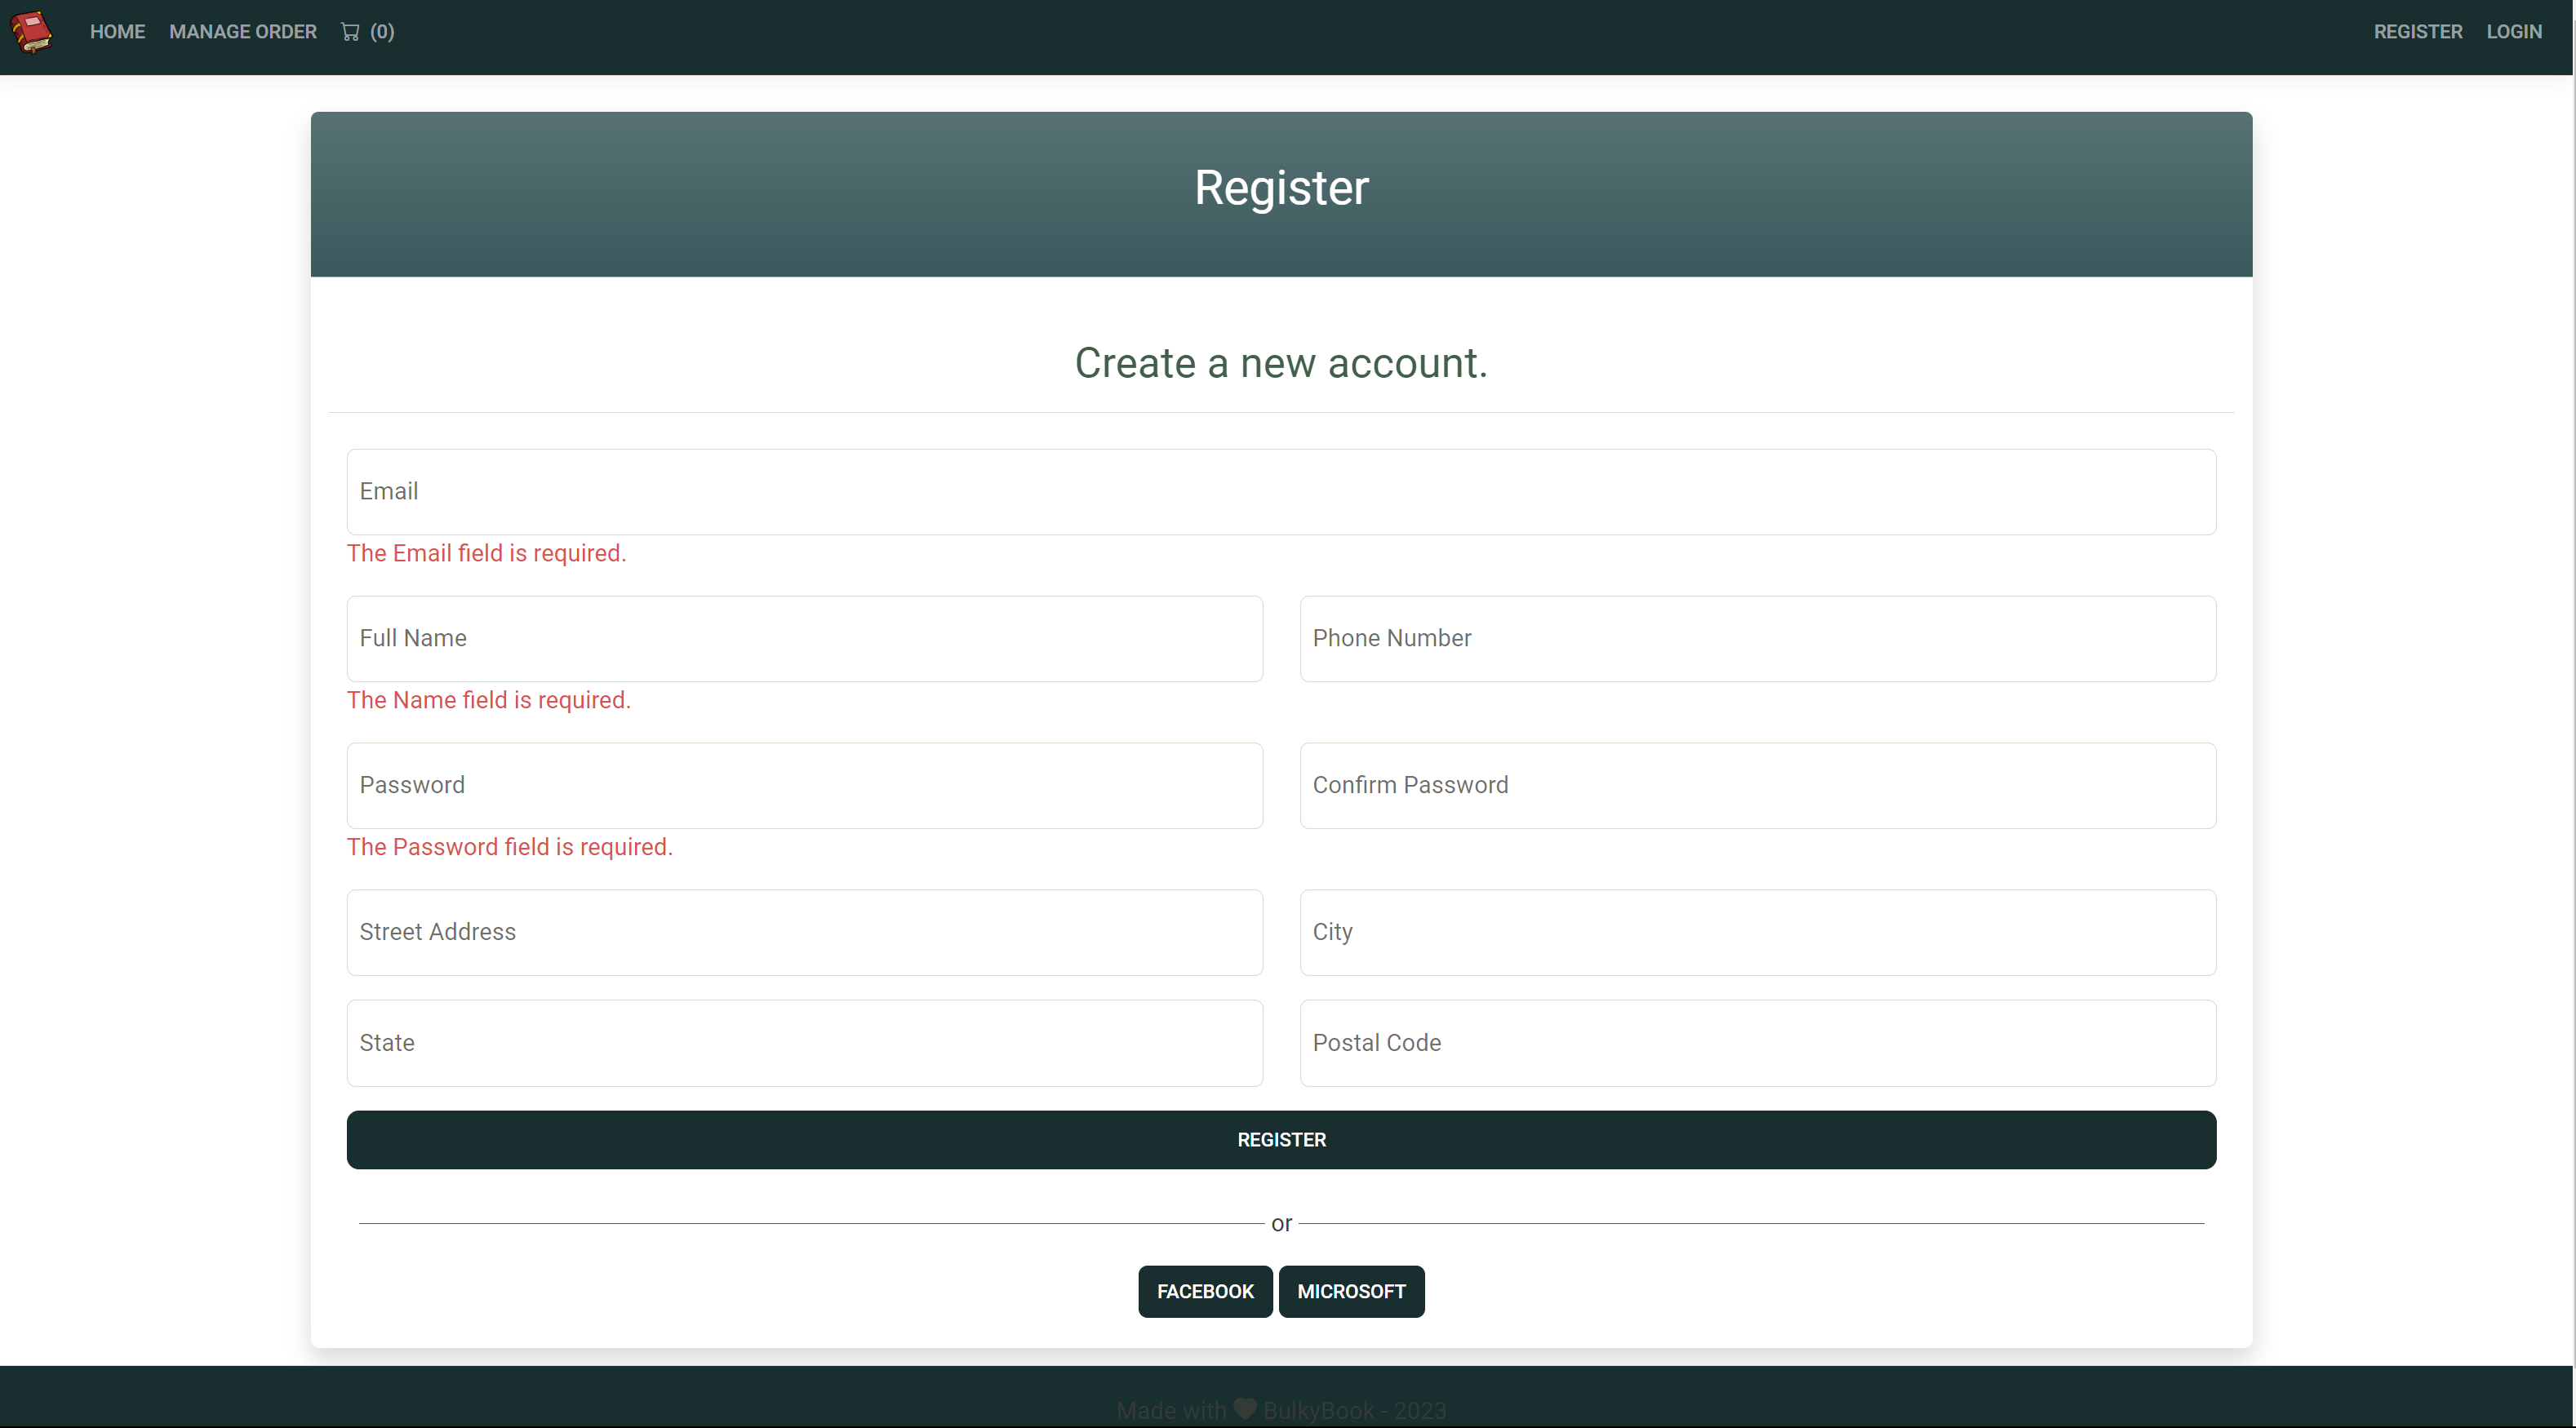 HOME MANAGE ORDER (0) REGISTER LOGIN
Register
Create a new account.
Email
The Email field is required.
Full Name Phone Number
The Name field is required.
Password Confirm Password
The Password field is required.
Street Address City
State Postal Code
REGISTER
or
FACEBOOK MICROSOFT
Made with BulkyBook - 2023